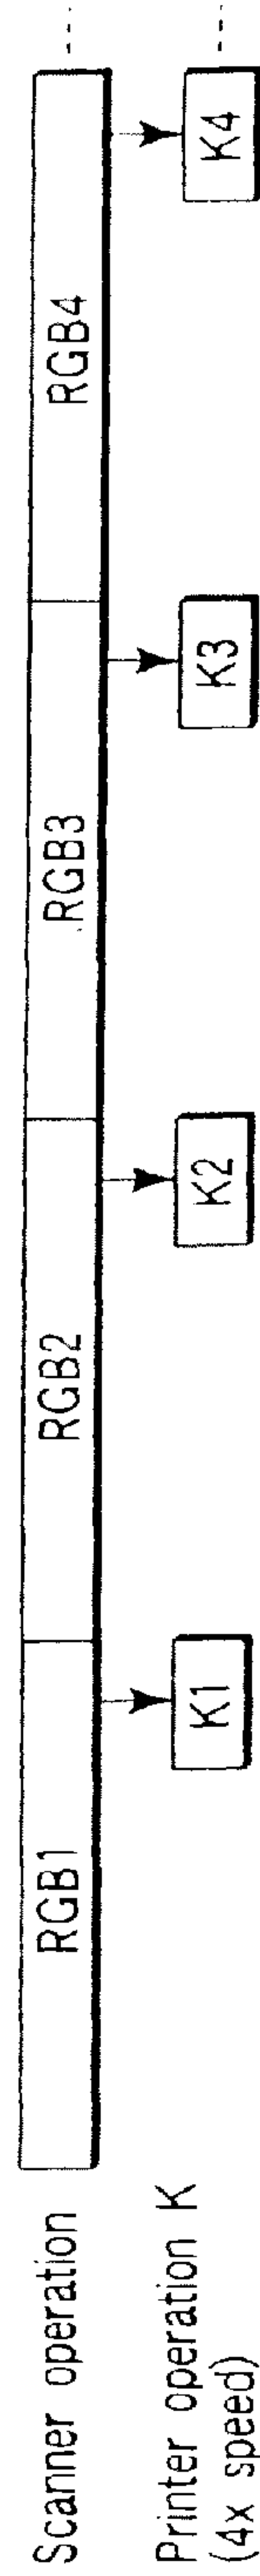 Scanner operation
RGB1
RGB2
RGB3
RGB4
Printer operation K
(4x speed)
K1
K2
K3
K4